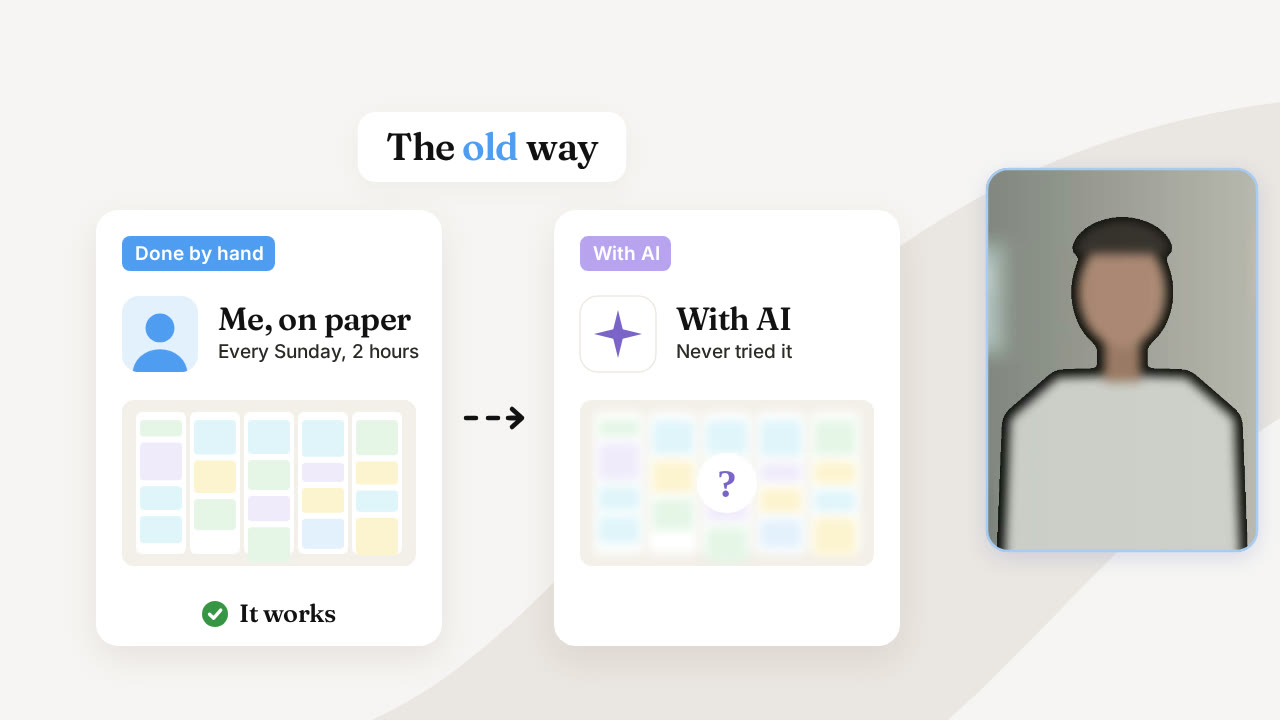 The old way
Done by hand
Me, on paper
Every Sunday, 2 hours
It works
With AI
With AI
Never tried it
?